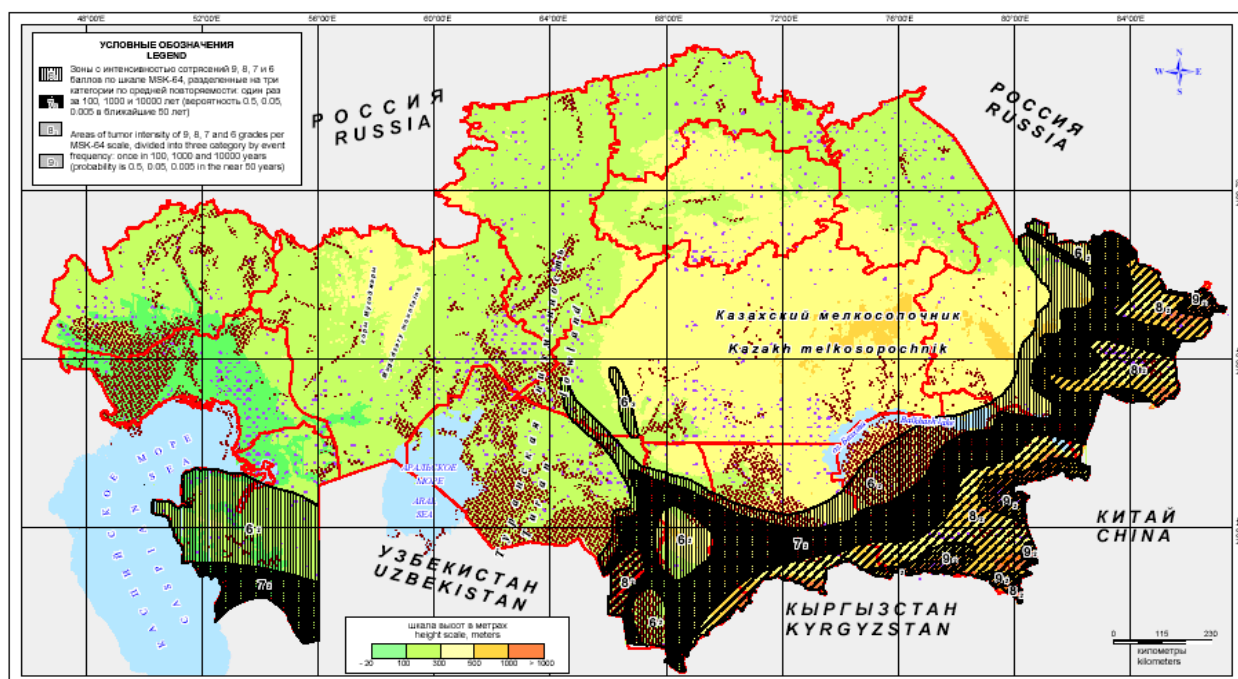 48°00'E 52°00'E 56°00'E 60°00'E 64°00'E 68°00'E 72°00'E 76°00'E 80°00'E 84°00'E
УСЛОВНЫЕ ОБОЗНАЧЕНИЯ
LEGEND
Зоны с интенсивностью сотрясений 9, 8, 7 и 6
баллов по шкале MSK-64, разделенные на три
категории по средней повторяемости: один раз
за 100, 1000 и 10000 лет (вероятность 0.5, 0.05,
0.005 в ближайшие 50 лет)
Areas of tumor intensity of 9, 8, 7 and 6 grades per
MSK-64 scale, divided into three category by event
frequency: once in 100, 1000 and 10000 years
(probability is 0.5, 0.05, 0.005 in the near 50 years)
N
W E
S
РОССИЯ
RUSSIA
РОССИЯ
RUSSIA
Казахский мелкосопочник
Kazakh melkosopochnik
Balkhash lake
АРАЛЬСКОЕ
МОРЕ
ARAL
SEA
КАСПИЙСКОЕ МОРЕ
CASPIAN SEA
УЗБЕКИСТАН
UZBEKISTAN
КИТАЙ
CHINA
КЫРГЫЗСТАН
KYRGYZSTAN
шкала высот в метрах
height scale, meters
- 20 100 300 500 1000 > 1000
0 115 230
километры
kilometers